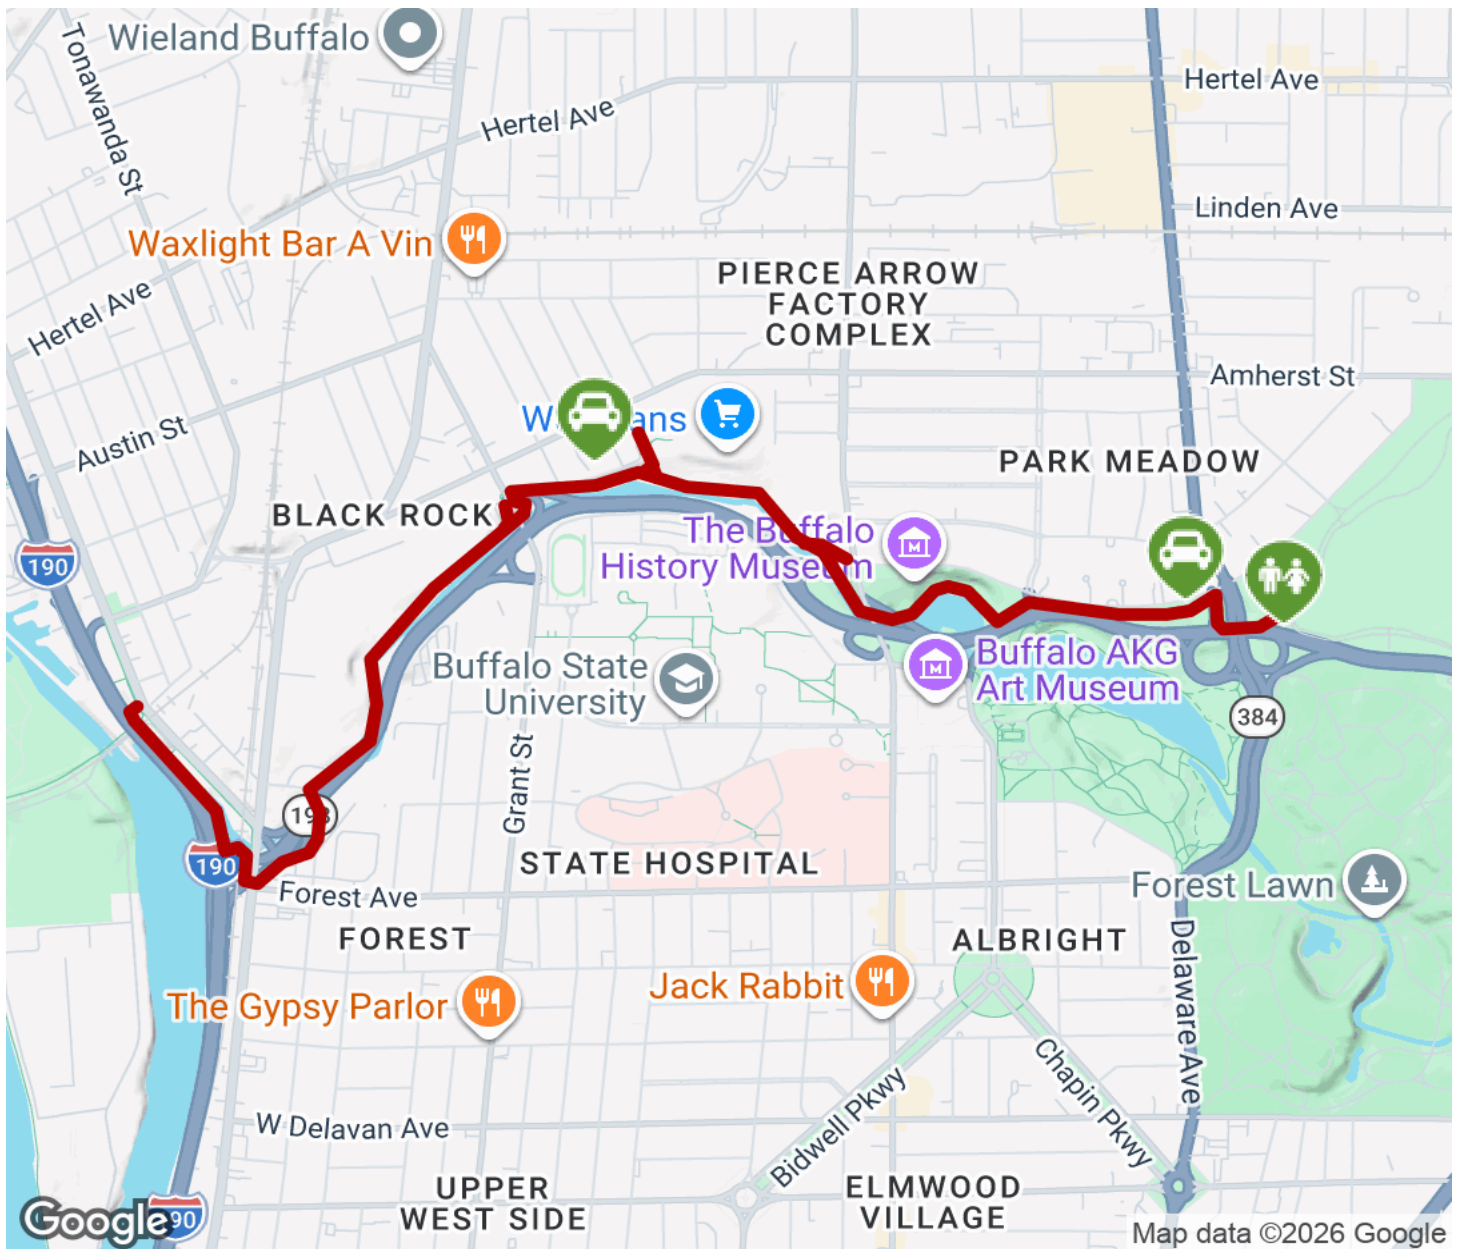 Wieland Buffalo
Tonawanda St
Hertel Ave
Hertel Ave
Linden Ave
Waxlight Bar A Vin
PIERCE ARROW
FACTORY
COMPLEX
Hertel Ave
Amherst St
Austin St
ans
PARK MEADOW
BLACK ROCK
The Buffalo
History Museum
190
Buffalo State
University
Buffalo AKG
Art Museum
384
Grant St
198
190
STATE HOSPITAL
Forest Ave
Forest Lawn
FOREST
ALBRIGHT
Delaware Ave
The Gypsy Parlor
Jack Rabbit
Chapin Pkwy
Bidwell Pkwy
W Delavan Ave
UPPER
WEST SIDE
ELMWOOD
VILLAGE
Google
90
Map data ©2026 Google